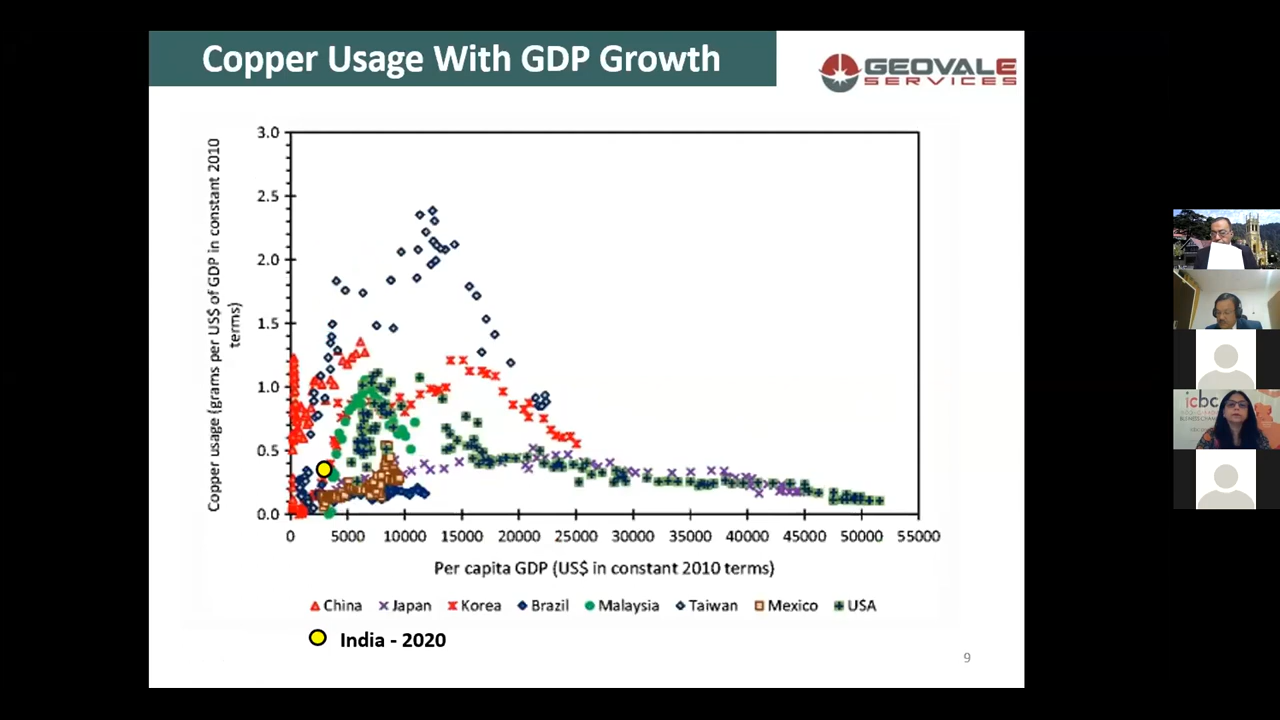 Copper Usage With GDP Growth
GEOVALE
SERVICES
Copper usage (grams per US$ of GDP in constant 2010
terms)
3.0
2.5
2.0
1.5
1.0
0.5
0.0
0 5000 10000 15000 20000 25000 30000 35000 40000 45000 50000 55000
Per capita GDP (US$ in constant 2010 terms)
China Japan Korea Brazil Malaysia Taiwan Mexico USA
India - 2020
9
icbc